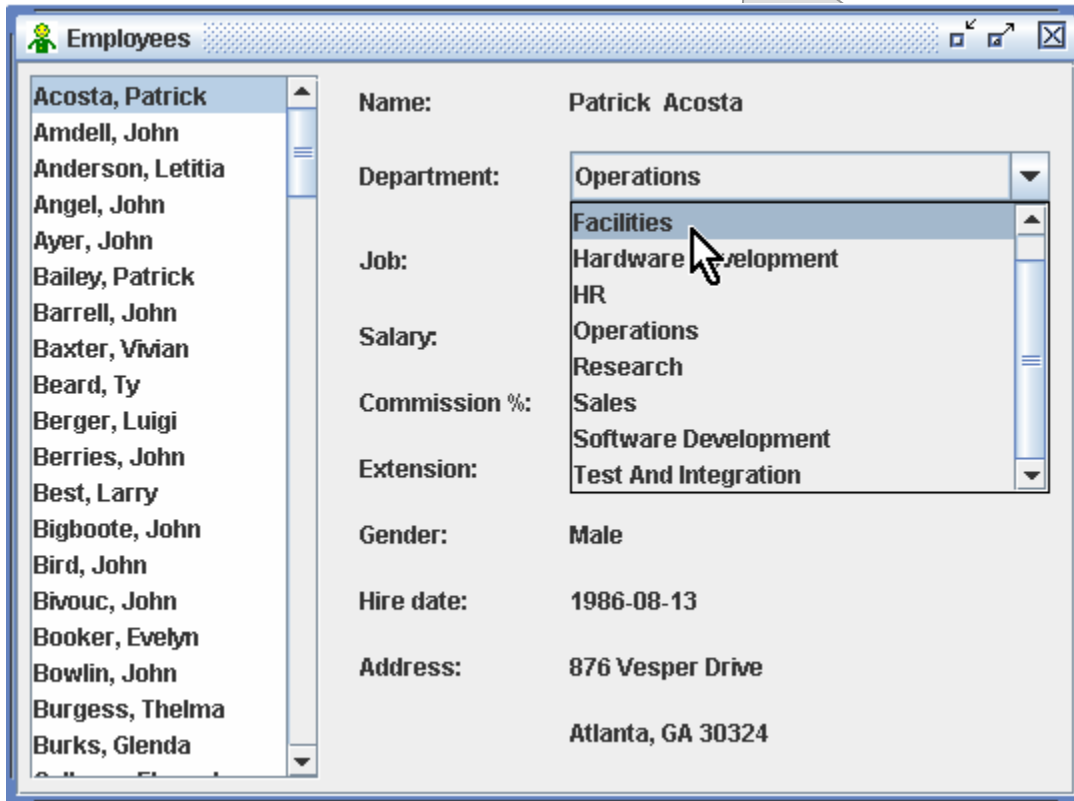 Employees
Acosta, Patrick
Amdell, John
Anderson, Letitia
Angel, John
Ayer, John
Bailey, Patrick
Barrell, John
Baxter, Vivian
Beard, Ty
Berger, Luigi
Berries, John
Best, Larry
Bigboote, John
Bird, John
Bivouc, John
Booker, Evelyn
Bowlin, John
Burgess, Thelma
Burks, Glenda
Name: Patrick Acosta
Department: Operations
Facilities
Hardware
HR
Operations
Research
Sales
Software Development
Test And Integration
Job:
Salary:
Commission %:
Extension:
Gender: Male
Hire date: 1986-08-13
Address: 876 Vesper Drive
Atlanta, GA 30324